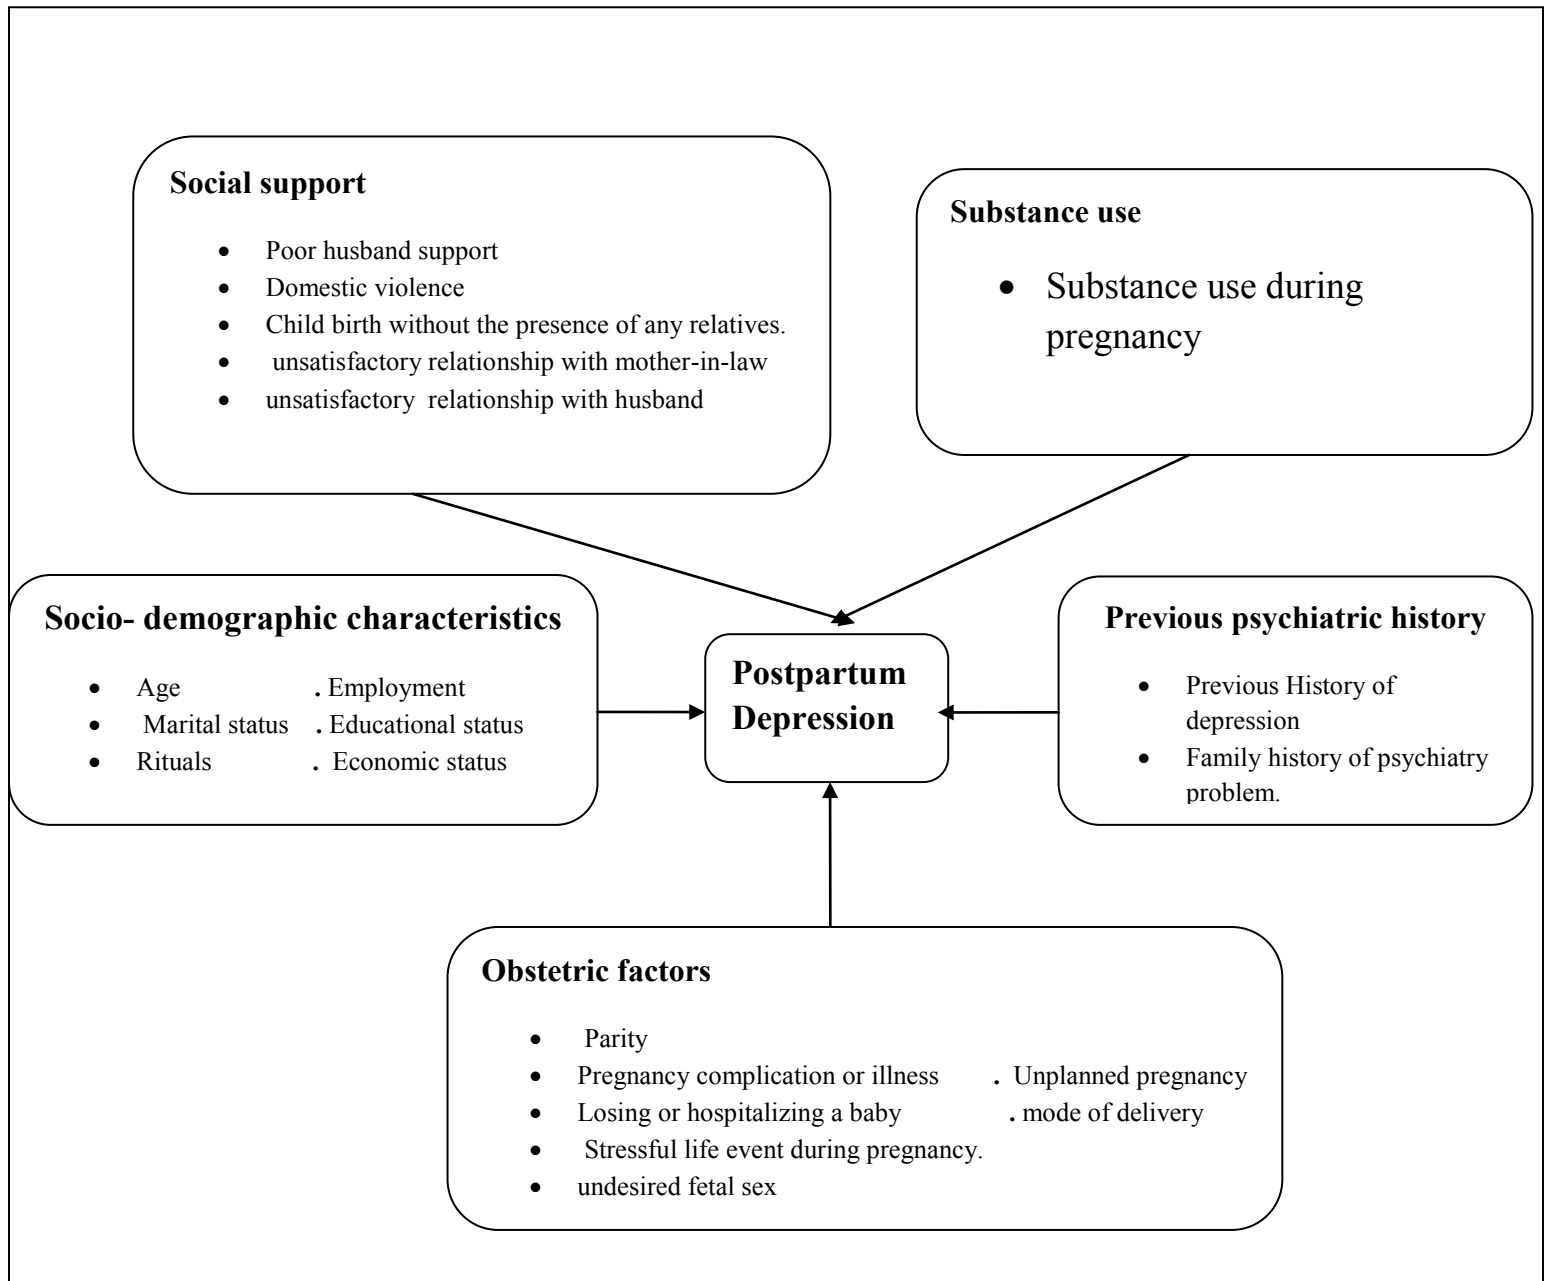 Social support
• Poor husband support
• Domestic violence
• Child birth without the presence of any relatives.
• unsatisfactory relationship with mother-in-law
• unsatisfactory relationship with husband
Substance use
• Substance use during
pregnancy
Socio- demographic characteristics
• Age . Employment
• Marital status . Educational status
• Rituals . Economic status
Postpartum
Depression
Previous psychiatric history
• Previous History of
depression
• Family history of psychiatry
problem.
Obstetric factors
• Parity
• Pregnancy complication or illness . Unplanned pregnancy
• Losing or hospitalizing a baby . mode of delivery
• Stressful life event during pregnancy.
• undesired fetal sex